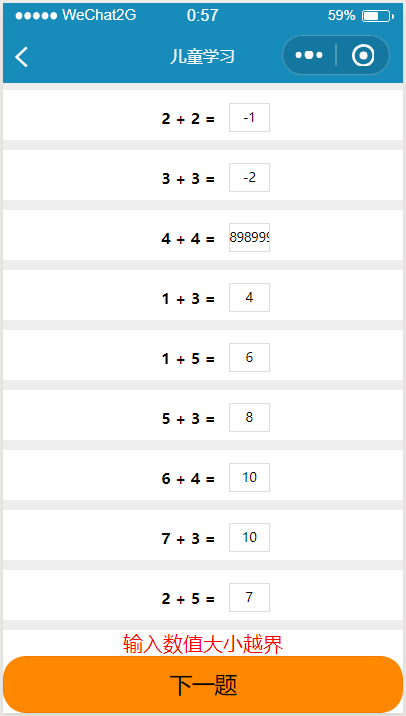 WeChat2G 0:57 59%
儿童学习
2 + 2 = -1
3 + 3 = -2
4 + 4 = 898999
1 + 3 = 4
1 + 5 = 6
5 + 3 = 8
6 + 4 = 10
7 + 3 = 10
2 + 5 = 7
输入数值大小越界
下一题